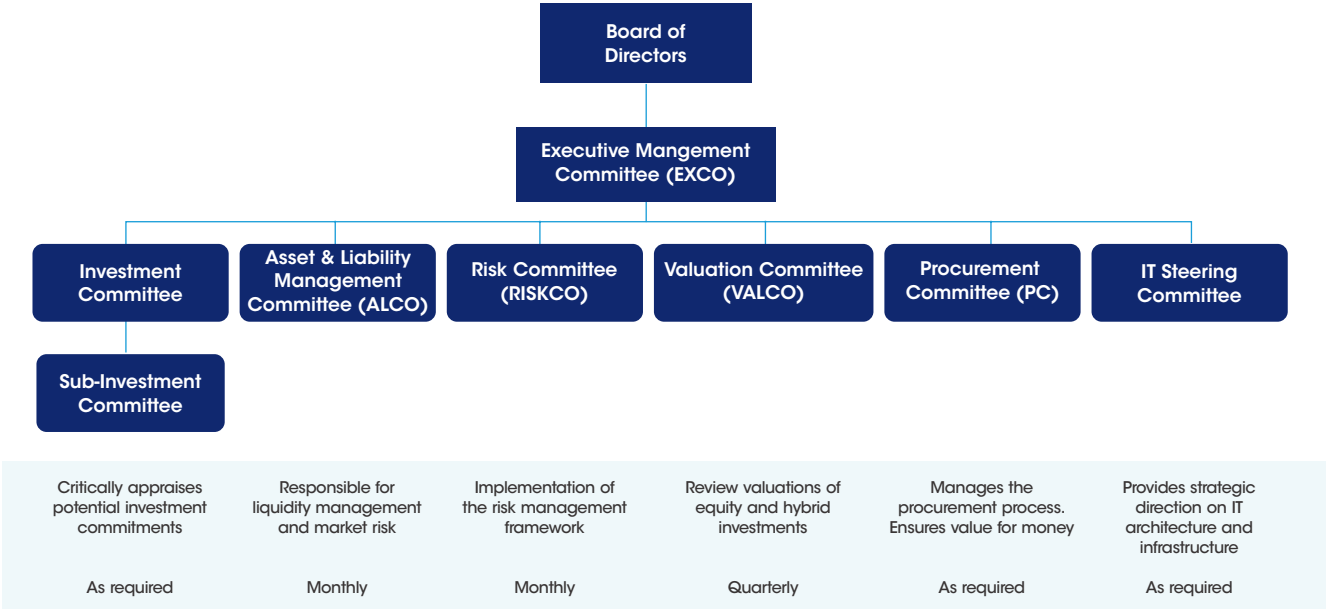 Board of
Directors
Executive Mangement
Committee (EXCO)
Investment
Committee
Asset & Liability
Management
Committee (ALCO)
Risk Committee
(RISKCO)
Valuation Committee
(VALCO)
Procurement
Committee (PC)
IT Steering
Committee
Sub-Investment
Committee
Critically appraises
potential investment
commitments
Responsible for
liquidity management
and market risk
Implementation of
the risk management
framework
Review valuations of
equity and hybrid
investments
Manages the
procurement process.
Ensures value for money
Provides strategic
direction on IT
architecture and
infrastructure
As required
Monthly
Monthly
Quarterly
As required
As required